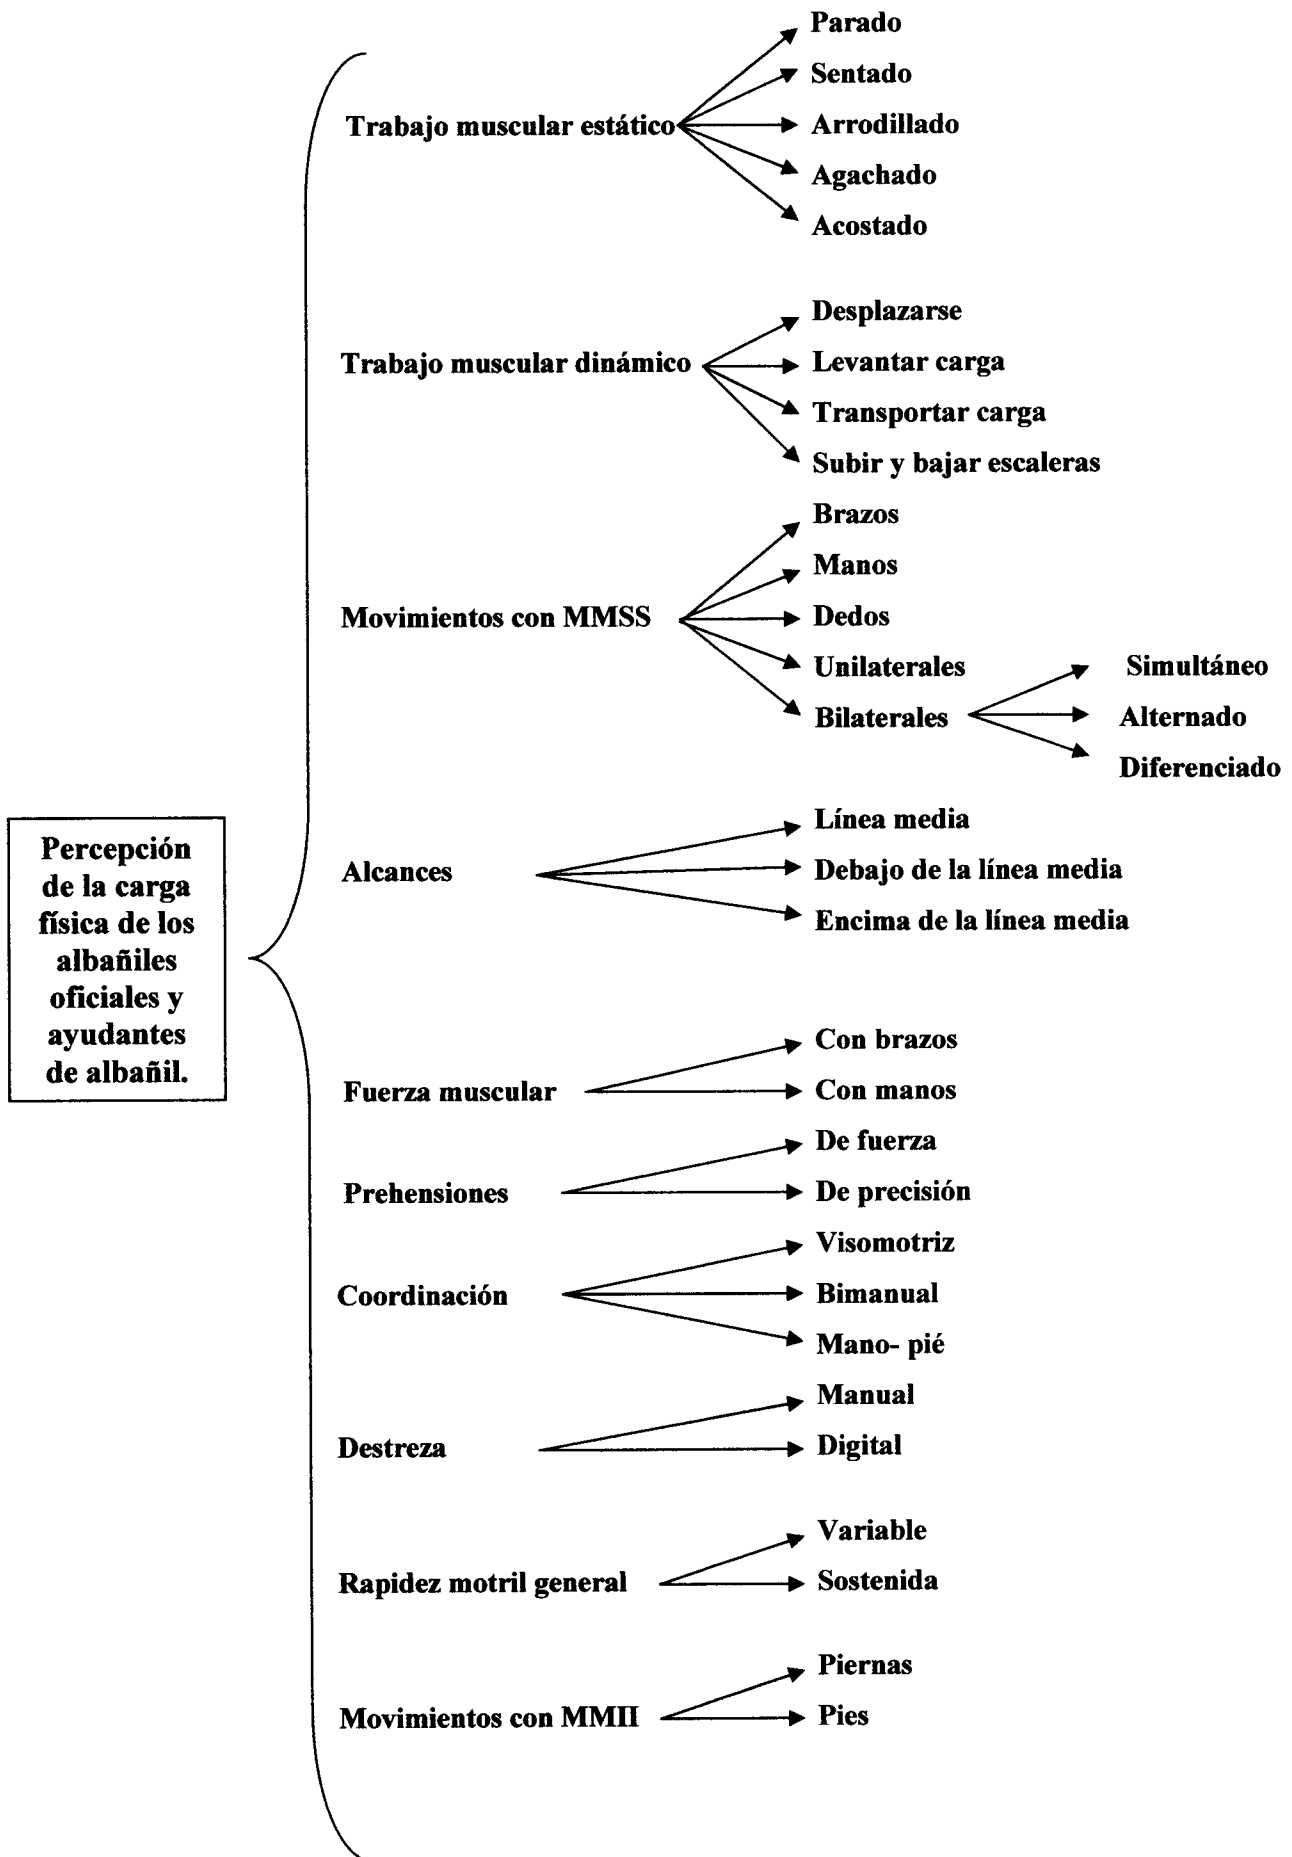 Percepción
de la carga
física de los
albañiles
oficiales y
ayudantes
de albañil.
Trabajo muscular estático
Parado
Sentado
Arrodillado
Agachado
Acostado
Trabajo muscular dinámico
Desplazarse
Levantar carga
Transportar carga
Subir y bajar escaleras
Movimientos con MMSS
Brazos
Manos
Dedos
Unilaterales
Bilaterales
Simultáneo
Alternado
Diferenciado
Alcances
Línea media
Debajo de la línea media
Encima de la línea media
Fuerza muscular
Con brazos
Con manos
Prehensiones
De fuerza
De precisión
Coordinación
Visomotriz
Bimanual
Mano- pié
Destreza
Manual
Digital
Rapidez motril general
Variable
Sostenida
Movimientos con MMII
Piernas
Pies